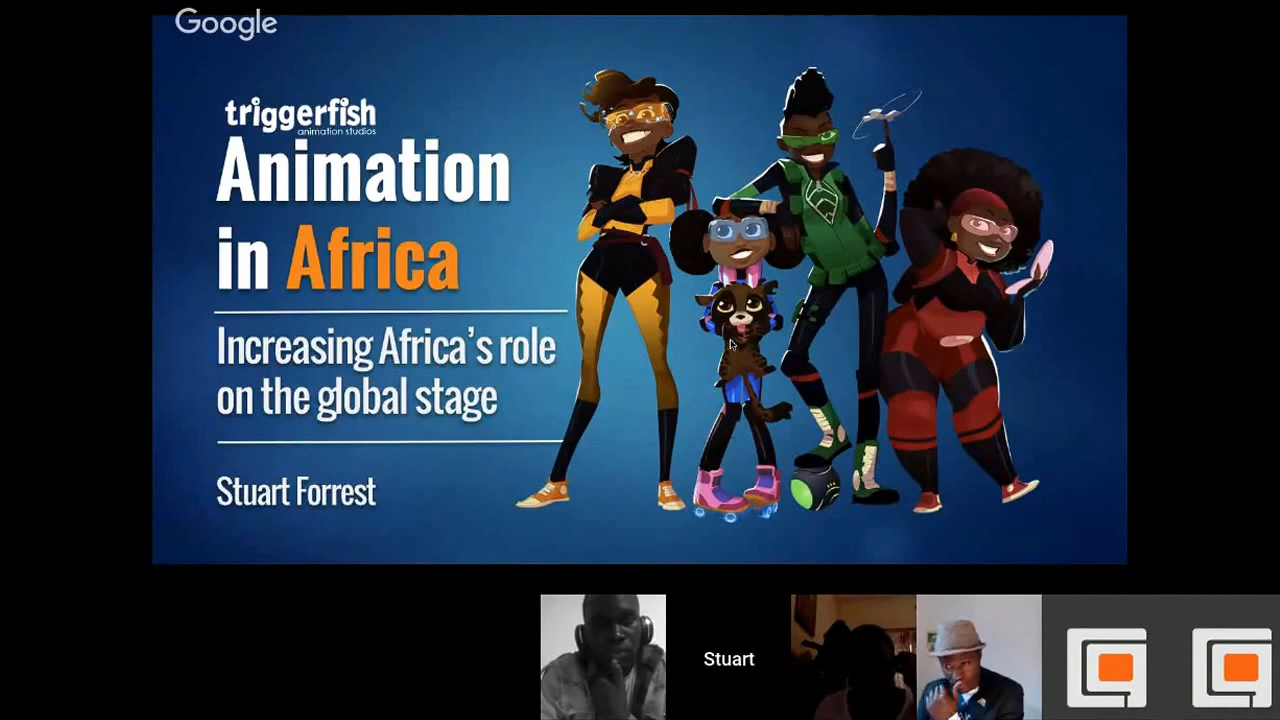 Google
triggerfish
animation studios
Animation
in Africa
Increasing Africa's role
on the global stage
Stuart Forrest
Stuart